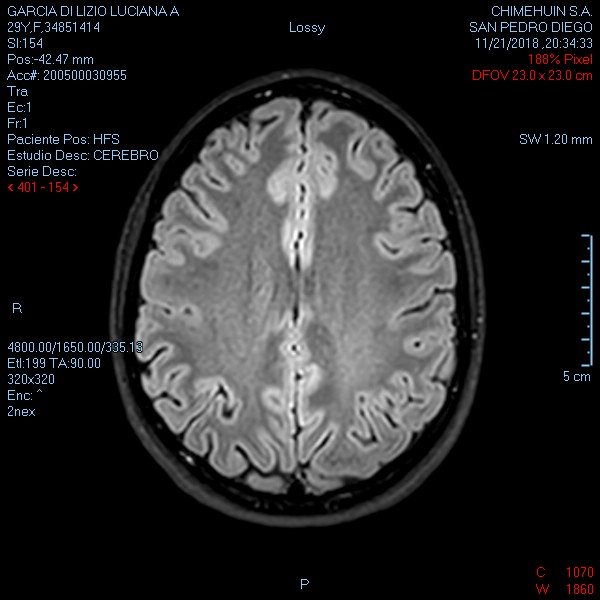 GARCIA DI LIZIO LUCIANA A
29Y,F,34851414
Sl:154
Pos:-42.47 mm
Acc#: 200500030955
Tra
Ec:1
Fr:1
Paciente Pos: HFS
Estudio Desc: CEREBRO
Serie Desc:
< 401 - 154 >
Lossy
CHIMEHUIN S.A.
SAN PEDRO DIEGO
11/21/2018 ,20:34:33
188% Pixel
DFOV 23.0 x 23.0 cm
SW 1.20 mm
R
4800.00/1650.00/335.13
Etl:199 TA:90.00
320x320
Enc: ^
2nex
5 cm
P
C 1070
W 1860